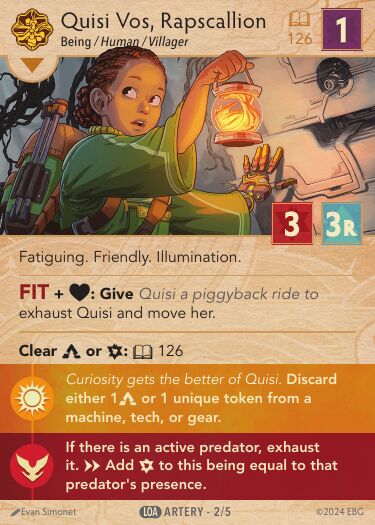 Quisi Vos, Rapscallion
Being / Human / Villager
126
1
3
3R
Fatiguing. Friendly. Illumination.
FIT + : Give Quisi a piggyback ride to
exhaust Quisi and move her.
Clear or : 126
Curiosity gets the better of Quisi. Discard
either 1 or 1 unique token from a
machine, tech, or gear.
If there is an active predator, exhaust
it. Add to this being equal to that
predator's presence.
Evan Simonet
LOA ARTERY - 2/5
©2024 EBG